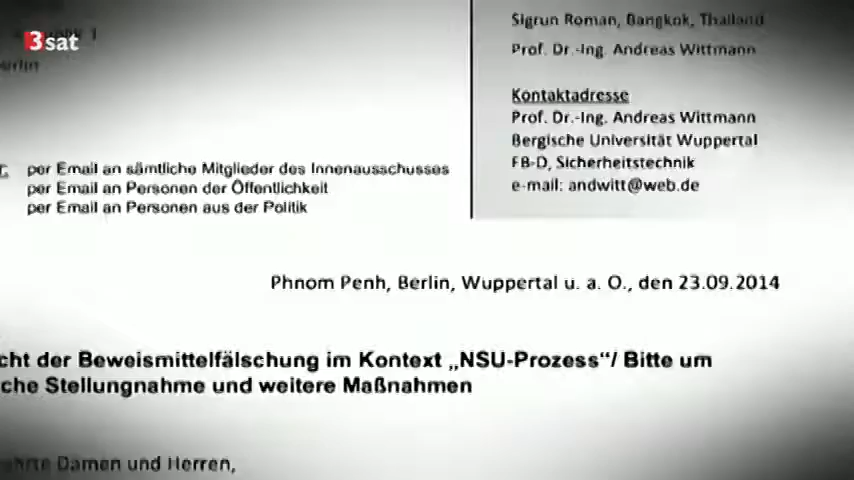 3sat
erlin
Sigrun Roman, Bangkok, Thailand
Prof. Dr.-Ing. Andreas Wittmann
Kontaktadresse
Prof. Dr.-Ing. Andreas Wittmann
Bergische Universität Wuppertal
FB-D, Sicherheitstechnik
e-mail: andwitt@web.de
per Email an sämtliche Mitglieder des Innenausschusses
per Email an Personen der Öffentlichkeit
per Email an Personen aus der Politik
Phnom Penh, Berlin, Wuppertal u. a. O., den 23.09.2014
cht der Beweismittelfälschung im Kontext „NSU-Prozess“/ Bitte um
che Stellungnahme und weitere Maßnahmen
ehrte Damen und Herren,